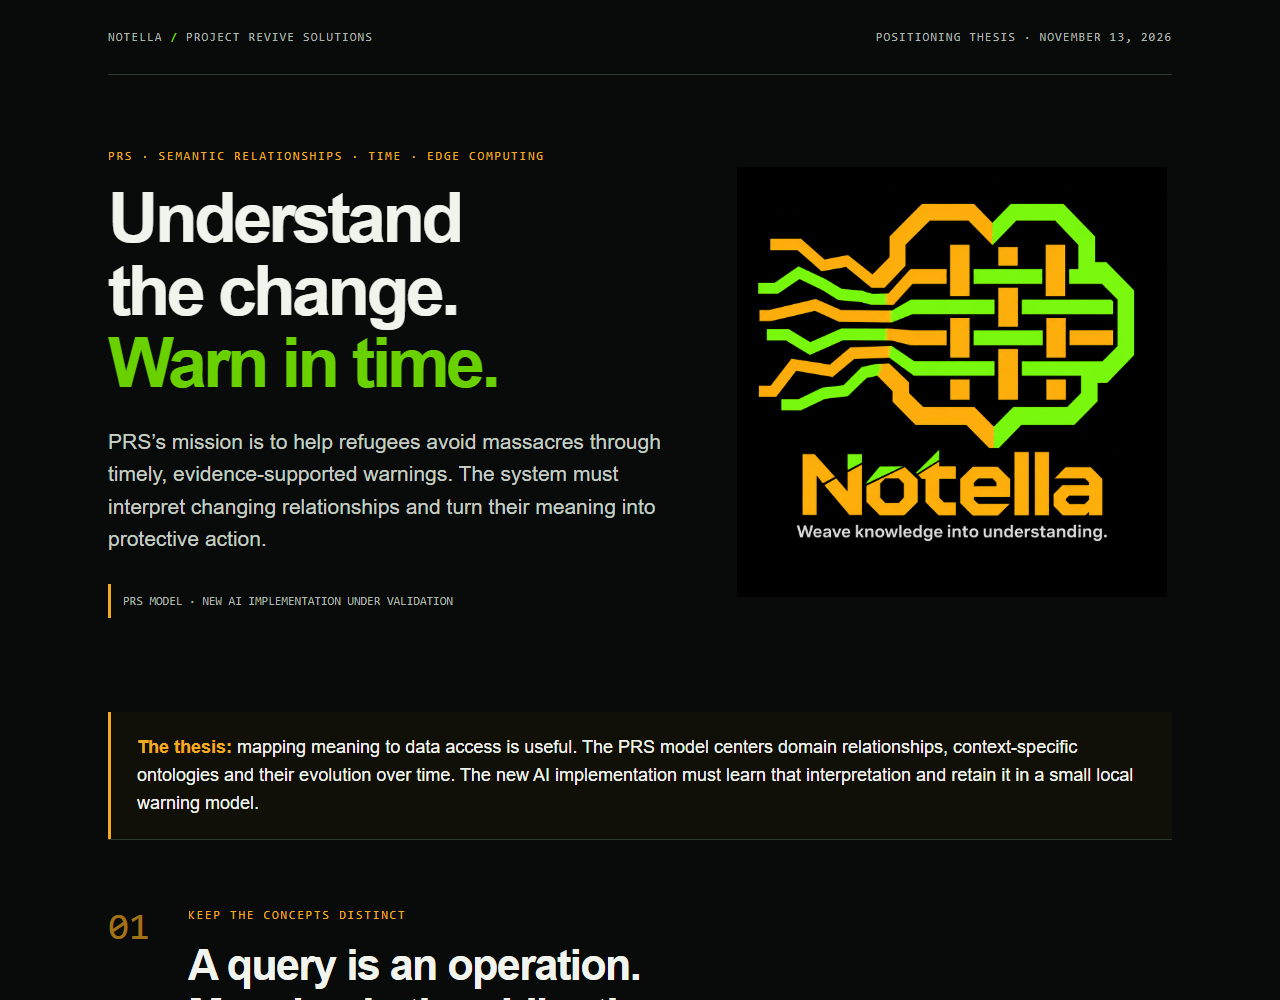 NOTELLA / PROJECT REVIVE SOLUTIONS
POSITIONING THESIS · NOVEMBER 13, 2026
PRS · SEMANTIC RELATIONSHIPS · TIME · EDGE COMPUTING
Understand
the change.
Warn in time.
PRS’s mission is to help refugees avoid massacres through
timely, evidence-supported warnings. The system must
interpret changing relationships and turn their meaning into
protective action.
PRS MODEL · NEW AI IMPLEMENTATION UNDER VALIDATION
Notella
Weave knowledge into understanding.
The thesis: mapping meaning to data access is useful. The PRS model centers domain relationships, context-specific
ontologies and their evolution over time. The new AI implementation must learn that interpretation and retain it in a small local
warning model.
01
KEEP THE CONCEPTS DISTINCT
A query is an operation.